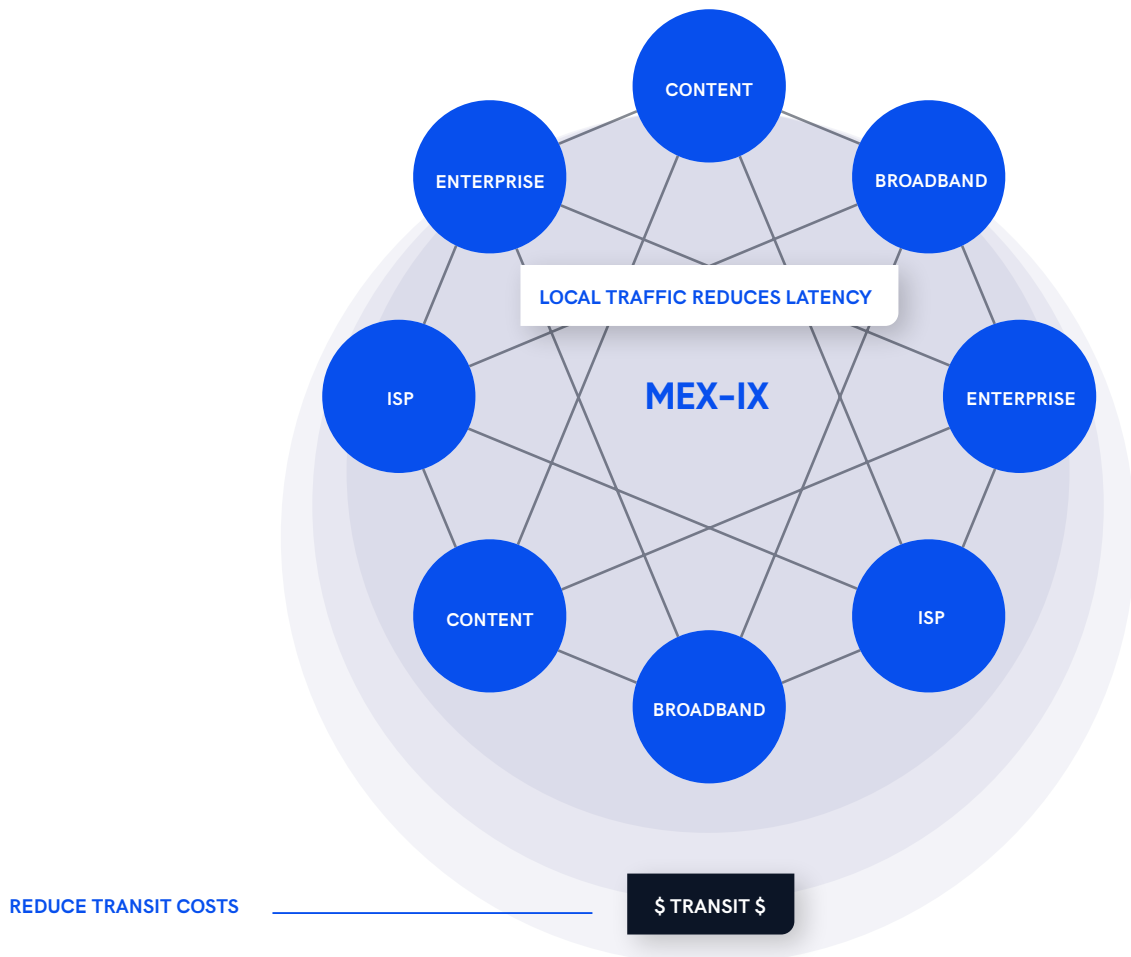 CONTENT
ENTERPRISE
BROADBAND
LOCAL TRAFFIC REDUCES LATENCY
MEX-IX
ISP
ENTERPRISE
CONTENT
ISP
BROADBAND
REDUCE TRANSIT COSTS
$ TRANSIT $